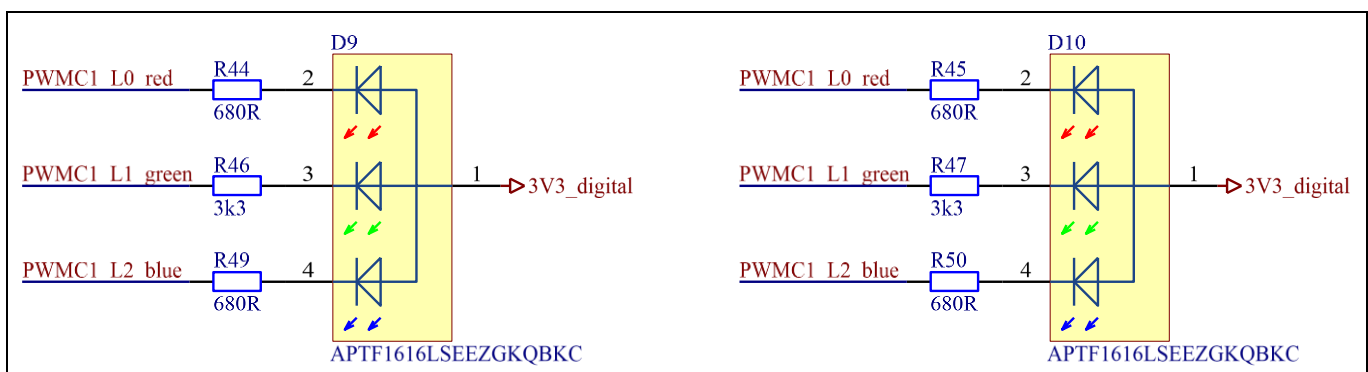 D9
PWMC1_L0_red
R44
680R
2
PWMC1_L1_green
R46
3k3
3
1
3V3_digital
PWMC1_L2_blue
R49
680R
4
APTF1616LSEEZGKQBKC
D10
PWMC1_L0_red
R45
680R
2
PWMC1_L1_green
R47
3k3
3
1
3V3_digital
PWMC1_L2_blue
R50
680R
4
APTF1616LSEEZGKQBKC